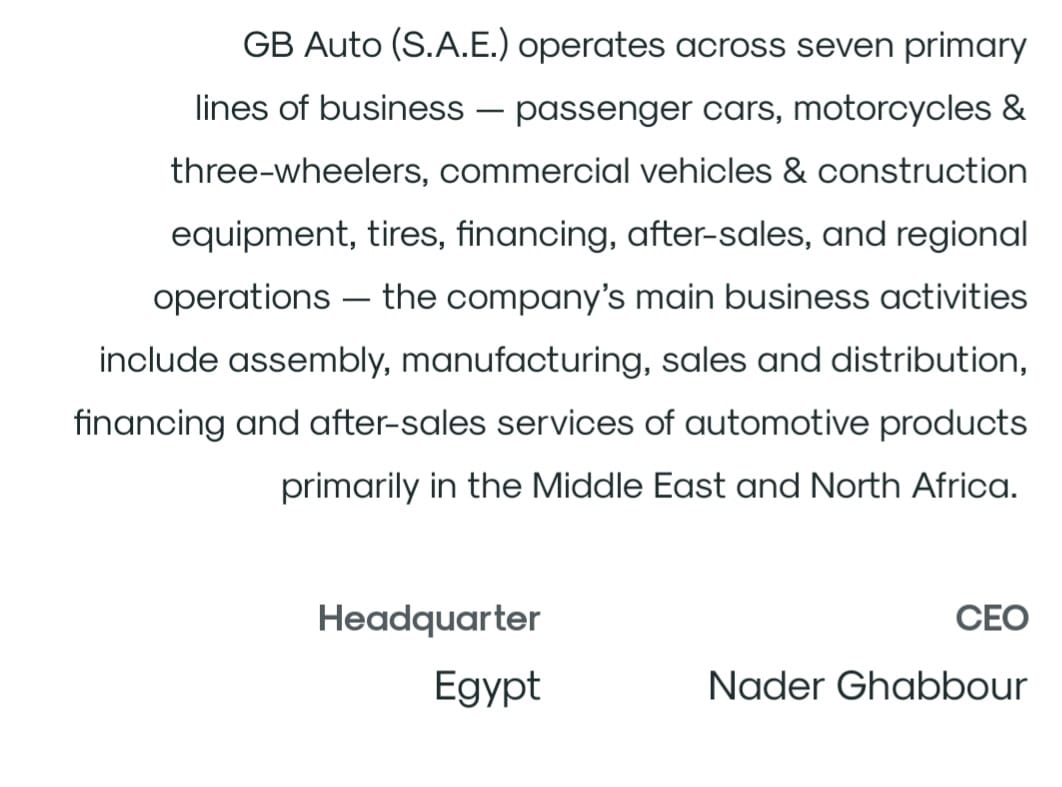 GB Auto (S.A.E.) operates across seven primary
lines of business — passenger cars, motorcycles &
three-wheelers, commercial vehicles & construction
equipment, tires, financing, after-sales, and regional
operations — the company’s main business activities
include assembly, manufacturing, sales and distribution,
financing and after-sales services of automotive products
primarily in the Middle East and North Africa.
Headquarter
Egypt
CEO
Nader Ghabbour